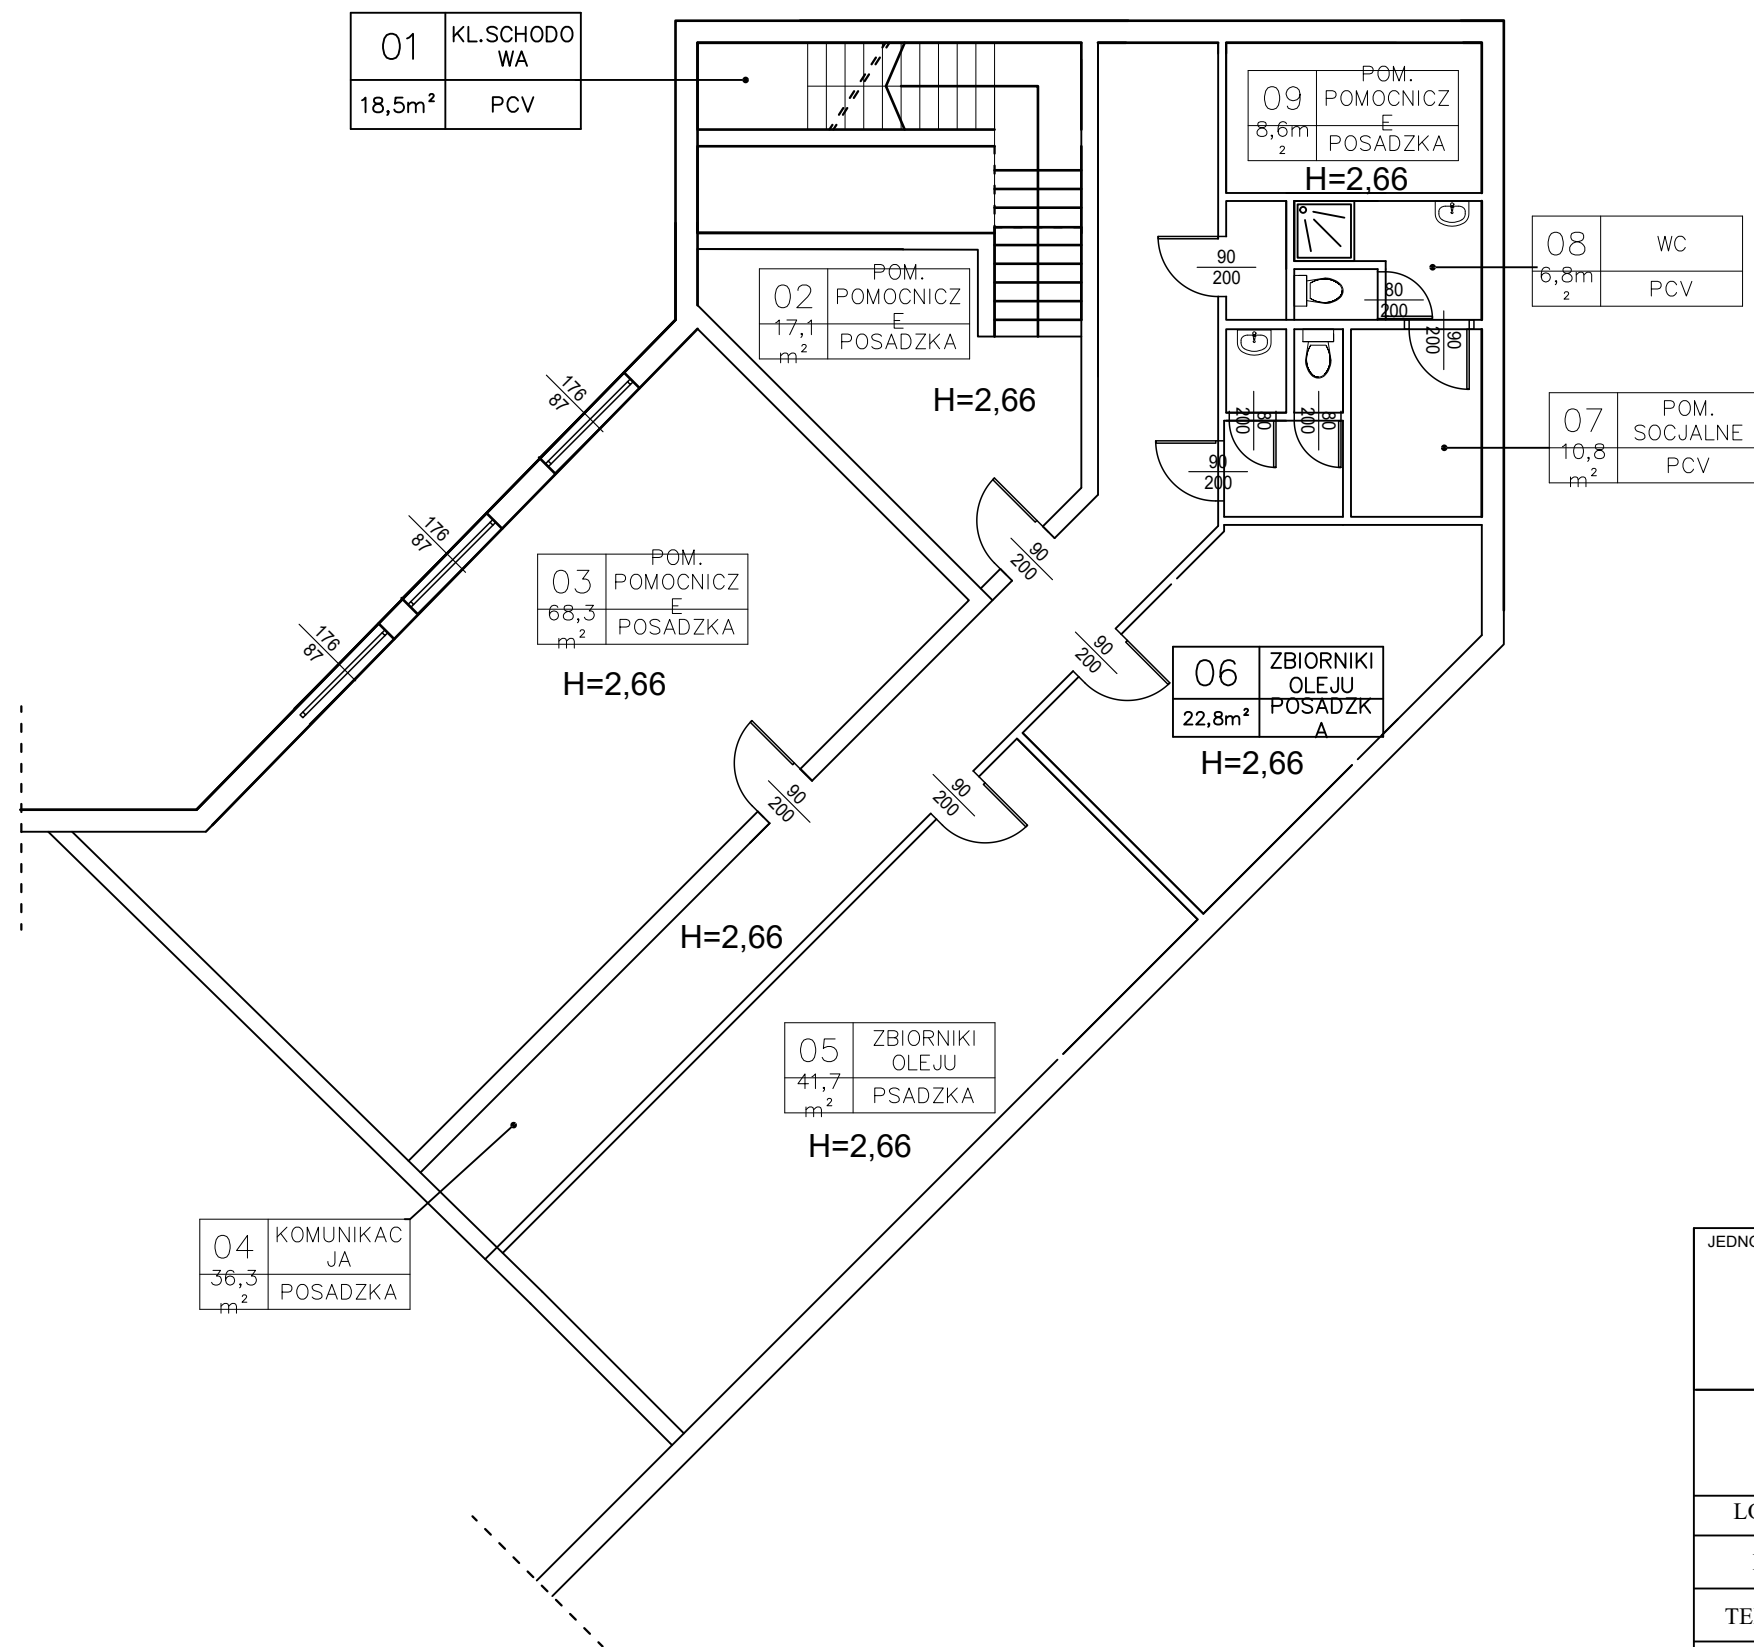 01
KL.SCHODO
WA
18,5m²
PCV
09
POM.
POMOCNICZ
E
8,6m
2
POSADZKA
H=2,66
08
WC
6,8m
2
PCV
90
200
80
200
90
200
02
POM.
POMOCNICZ
E
17,1
m²
POSADZKA
H=2,66
176
87
07
POM.
SOCJALNE
10,8
m²
PCV
80
200
80
200
90
200
176
87
90
200
03
POM.
POMOCNICZ
E
68,3
m²
POSADZKA
H=2,66
176
87
90
200
06
ZBIORNIKI
OLEJU
22,8m²
POSADZK
A
H=2,66
90
200
90
200
H=2,66
05
ZBIORNIKI
OLEJU
41,7
m²
PSADZKA
H=2,66
04
KOMUNIKAC
JA
36,3
m²
POSADZKA
JEDNO
LO
TE